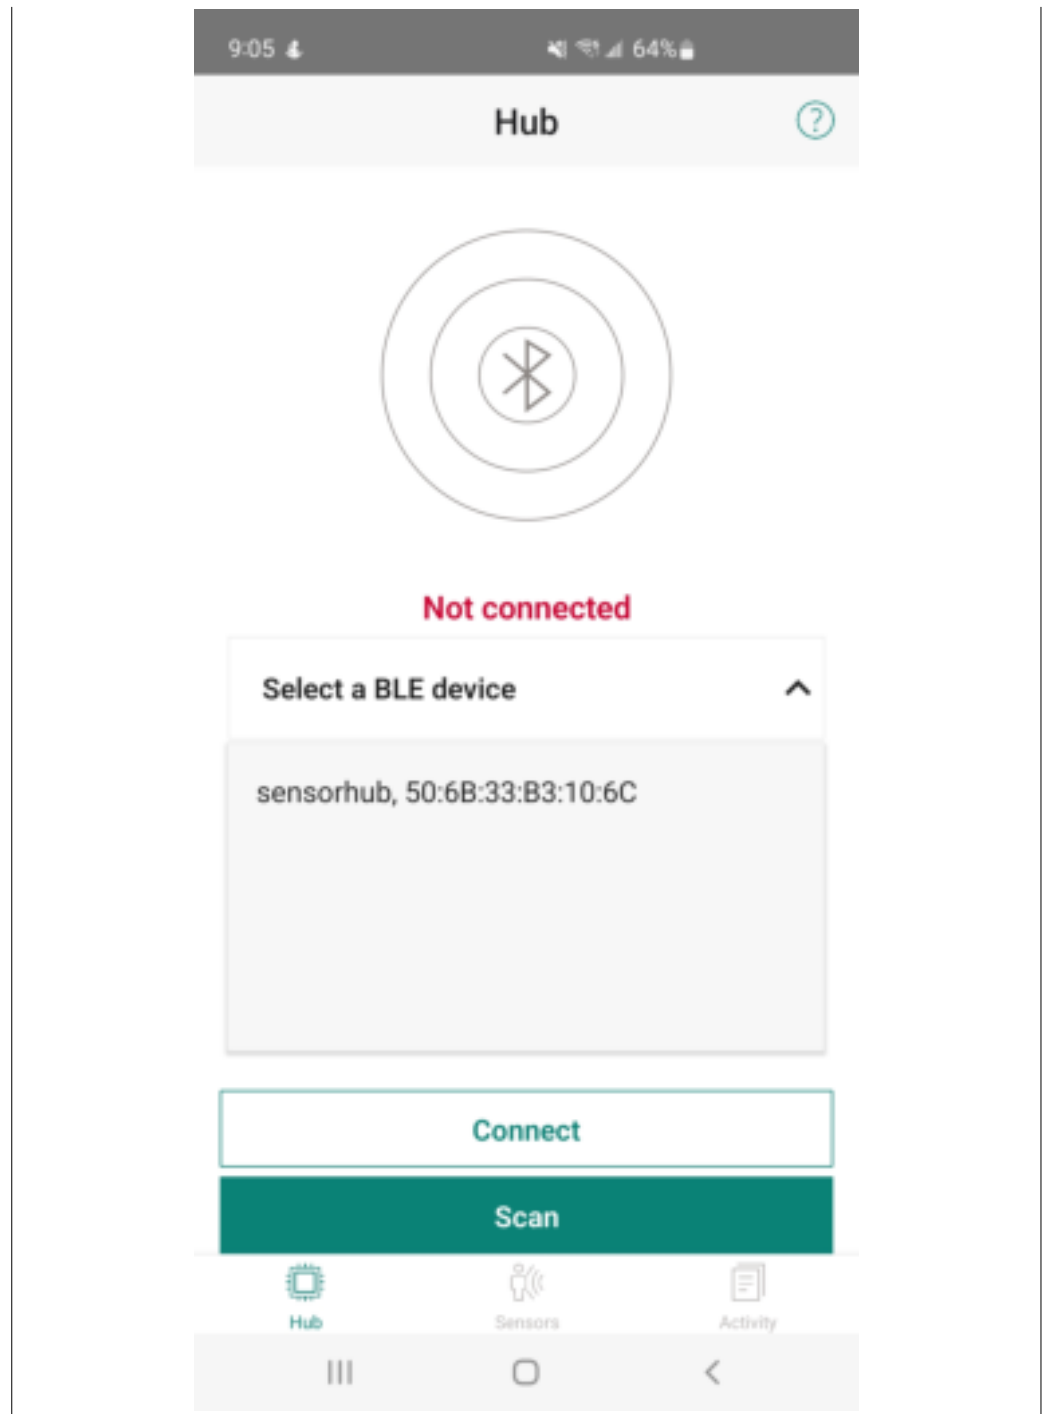 9:05 64%
Hub ?
Not connected
Select a BLE device
sensorhub, 50:6B:33:B3:10:6C
Connect
Scan
Hub Sensors Activity